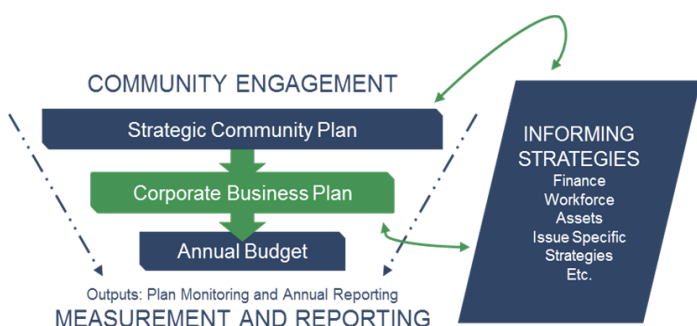 COMMUNITY ENGAGEMENT
Strategic Community Plan
Corporate Business Plan
Annual Budget
Outputs: Plan Monitoring and Annual Reporting
MEASUREMENT AND REPORTING
INFORMING
STRATEGIES
Finance
Workforce
Assets
Issue Specific
Strategies
Etc.